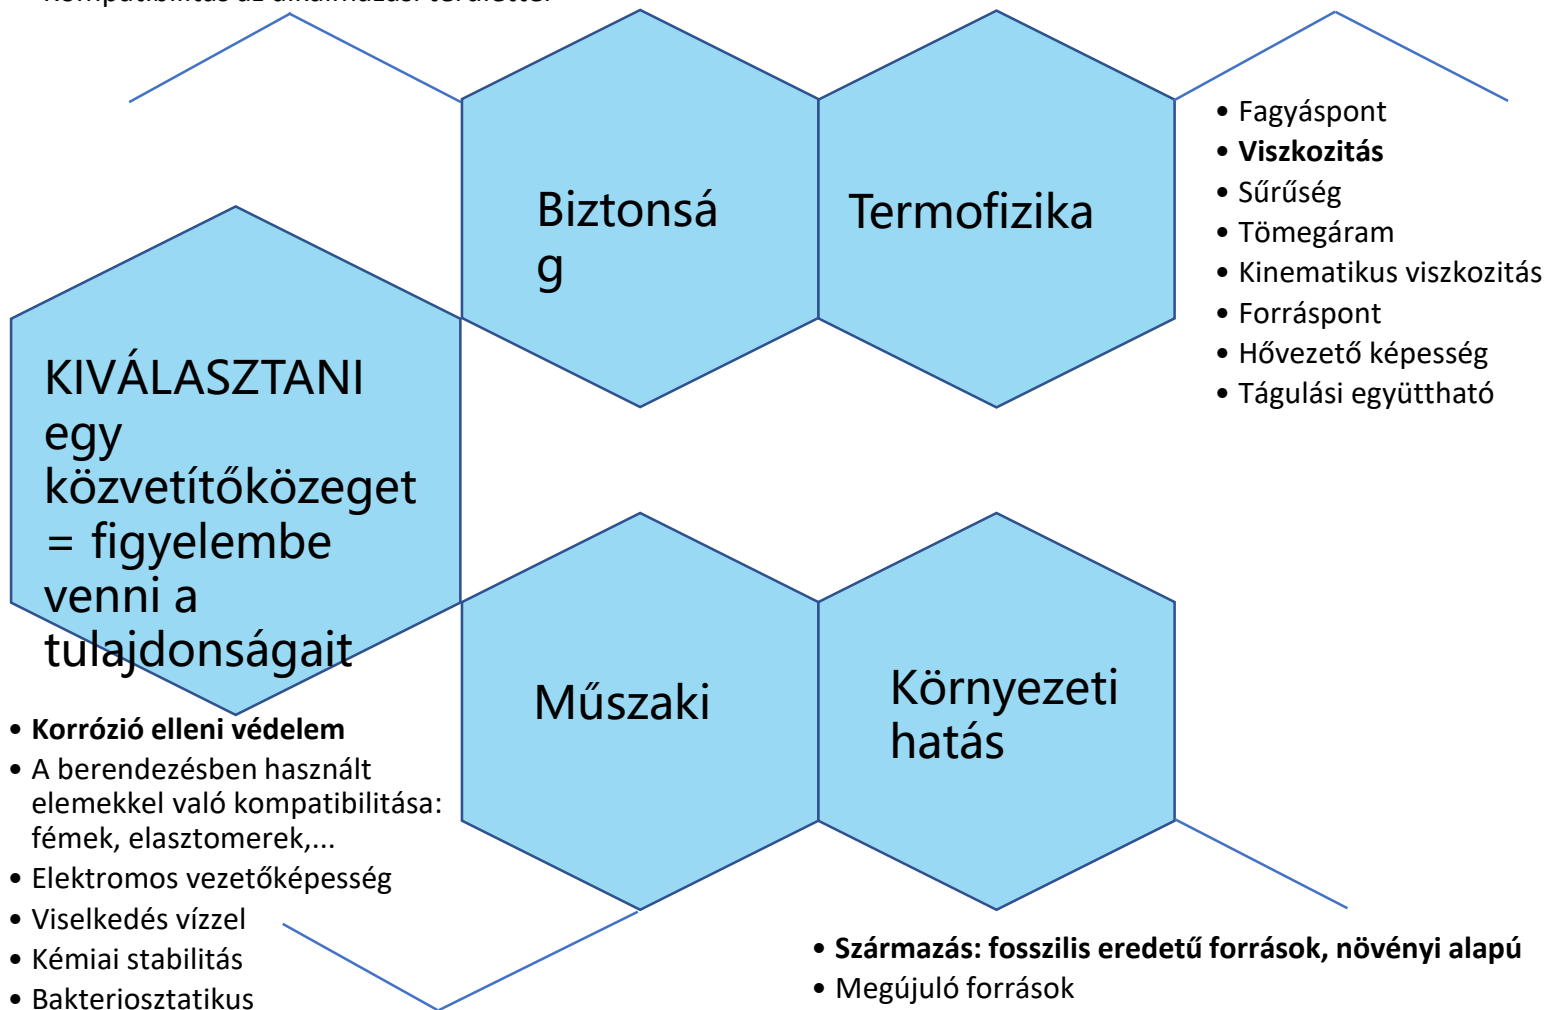 Biztonsá
g
Termofizika
• Fagyáspont
• Viszkozitás
• Sűrűség
• Tömegáram
• Kinematikus viszkozitás
• Forráspont
• Hővezető képesség
• Tágulási együttható
KIVÁLASZTANI
egy
közvetítőközeget
= figyelembe
venni a
tulajdonságait
Műszaki
Környezeti
hatás
• Korrózió elleni védelem
• A berendezésben használt
elemekkel való kompatibilitása:
fémek, elasztomerek,...
• Elektromos vezetőképesség
• Viselkedés vízzel
• Kémiai stabilitás
• Bakteriosztatikus
• Származás: fosszilis eredetű források, növényi alapú
• Megújuló források